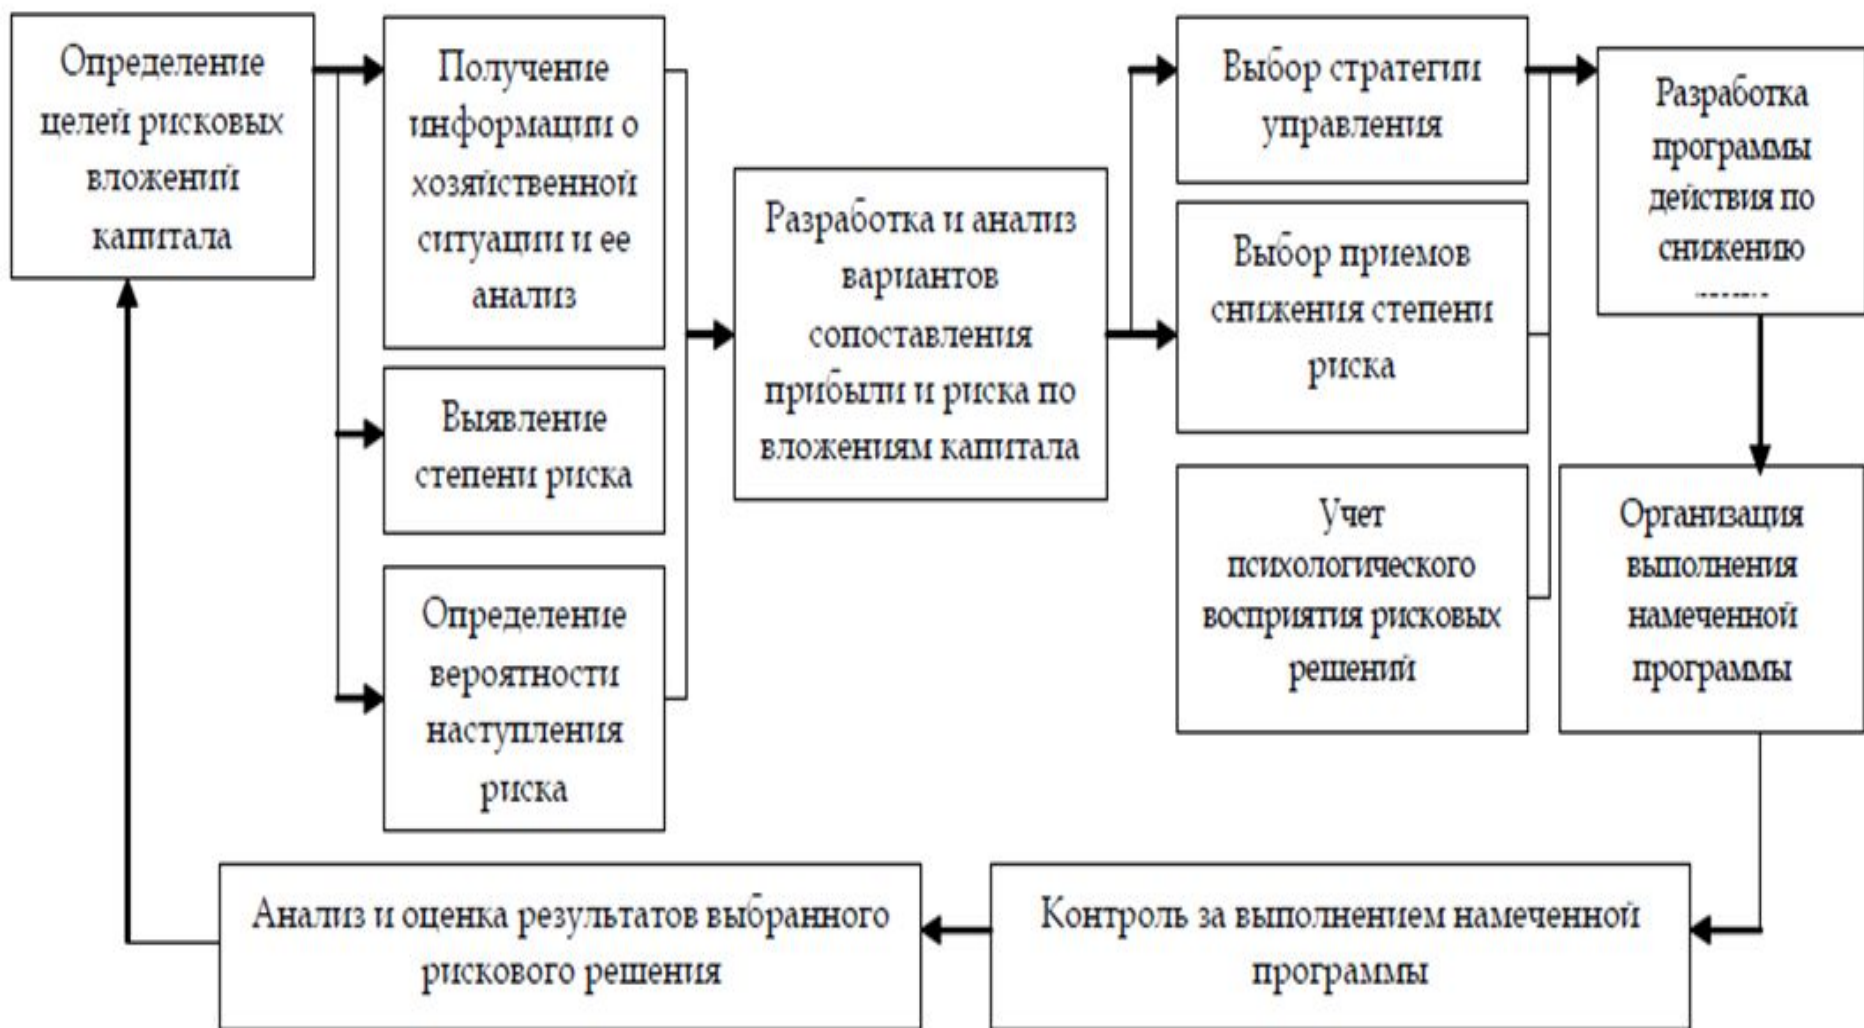 Определение
целей рисковых
вложений
капитала
Получение
информации о
хозяйственной
ситуации и ее
анализ
Выявление
степени риска
Определение
вероятности
наступления
риска
Разработка и анализ
вариантов
сопоставления
прибыли и риска по
вложениям капитала
Выбор стратегии
управления
Выбор приемов
снижения степени
риска
Учет
психологического
восприятия рисковых
решений
Разработка
программы
действия по
снижению
Организация
выполнения
намеченной
программы
Контроль за выполнением намеченной
программы
Анализ и оценка результатов выбранного
рискового решения